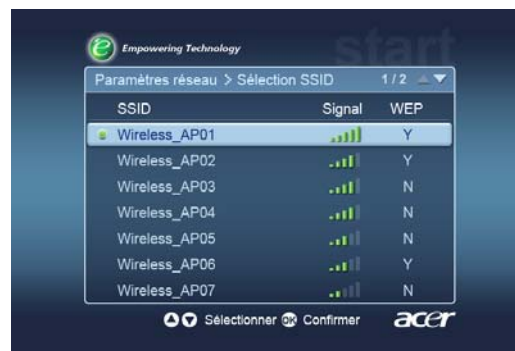 start
e Empowering Technology
Paramètres réseau > Sélection SSID 1/2
SSID Signal WEP
Wireless_AP01 Y
Wireless_AP02 Y
Wireless_AP03 N
Wireless_AP04 N
Wireless_AP05 N
Wireless_AP06 Y
Wireless_AP07 N
Sélectionner OK Confirmer acer